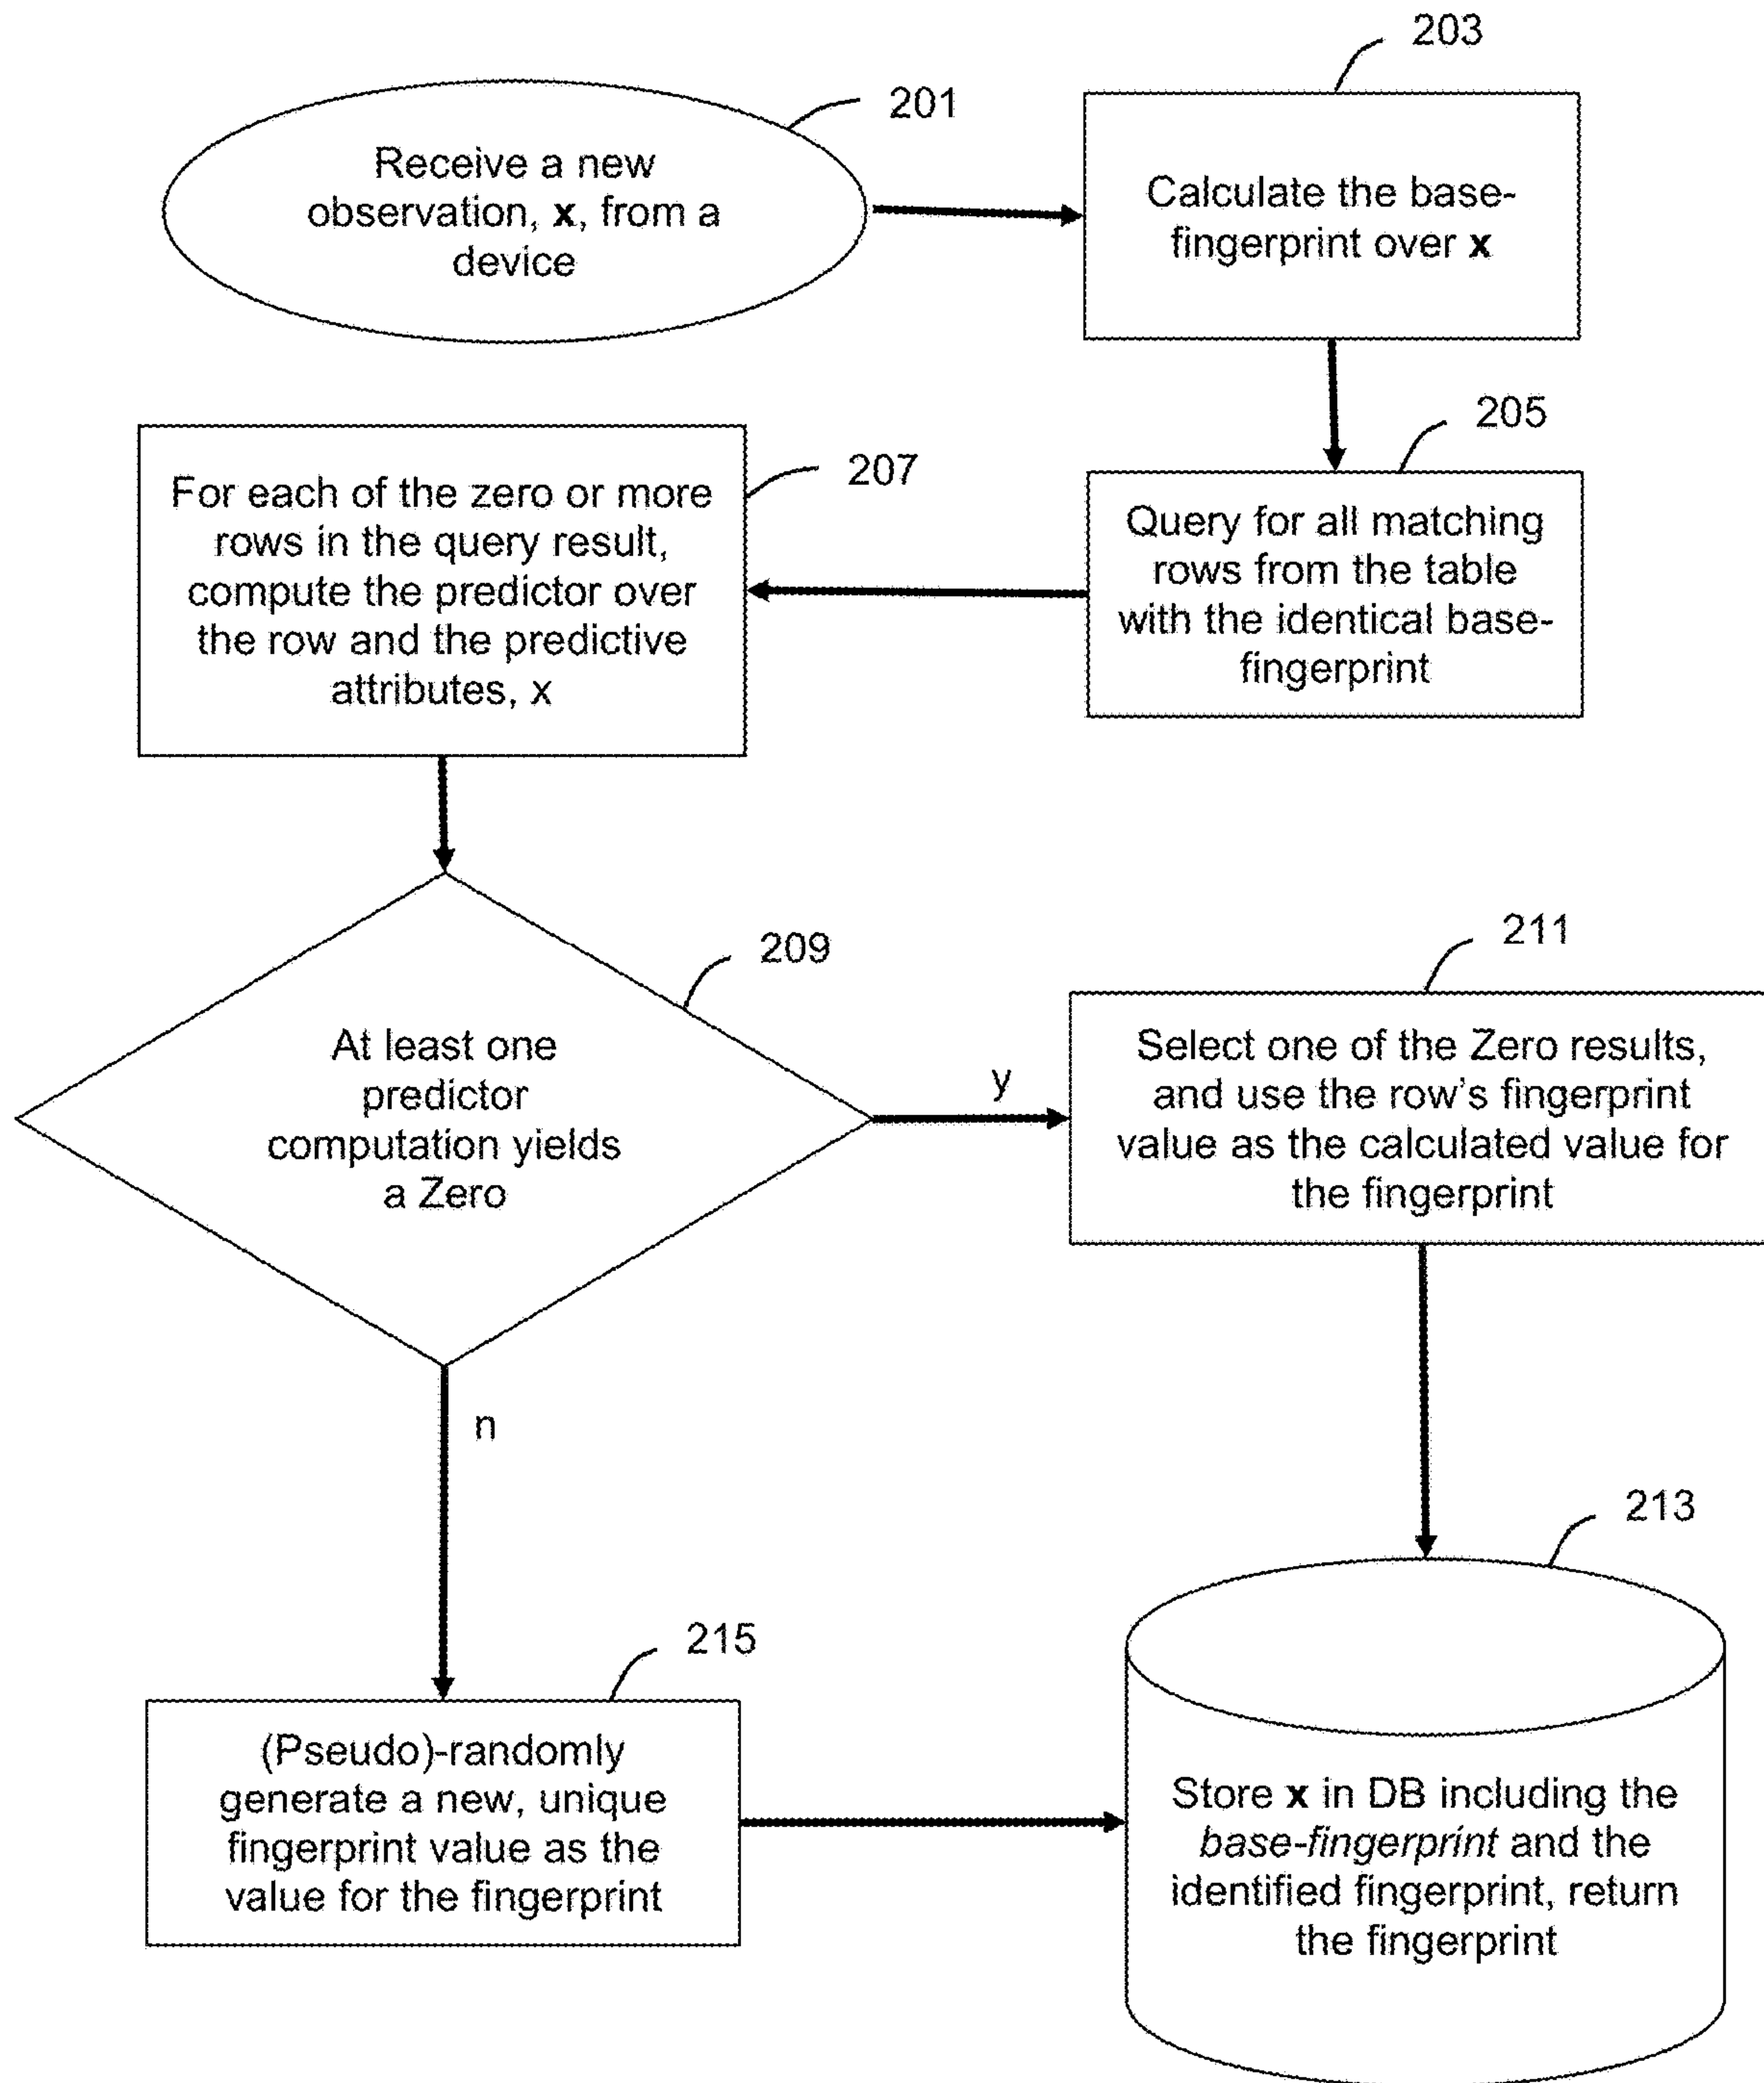 203
201
Receive a new
observation, x, from a
device
Calculate the base-
fingerprint over x
205
207
For each of the zero or more
rows in the query result,
compute the predictor over
the row and the predictive
attributes, x
Query for all matching
rows from the table
with the identical base-
fingerprint
209
211
At least one
predictor
computation yields
a Zero
y
Select one of the Zero results,
and use the row's fingerprint
value as the calculated value for
the fingerprint
n
213
215
(Pseudo)-randomly
generate a new, unique
fingerprint value as the
value for the fingerprint
Store x in DB including the
base-fingerprint and the
identified fingerprint, return
the fingerprint